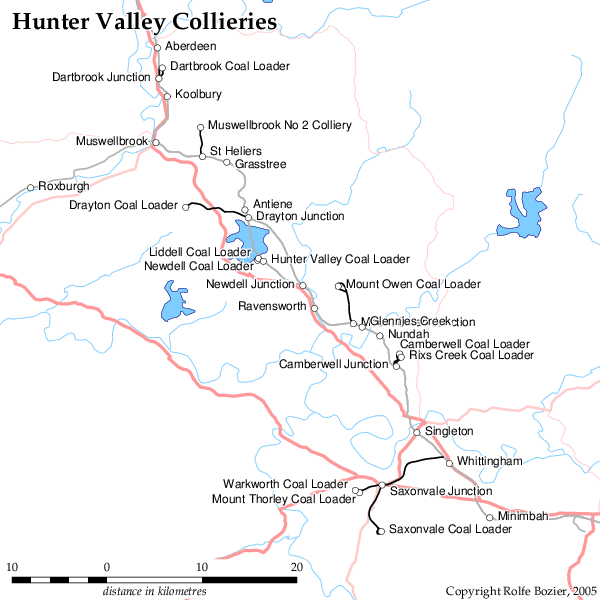 Hunter Valley Collieries
Aberdeen
Dartbrook Coal Loader
Dartbrook Junction
Koolbury
Muswellbrook No 2 Colliery
Muswellbrook
St Heliers
Grasstree
Roxburgh
Drayton Coal Loader
Antiene
Drayton Junction
Liddell Coal Loader
Hunter Valley Coal Loader
Newdell Coal Loader
Newdell Junction
Mount Owen Coal Loader
Ravensworth
Glennies Creek
Nundah
Camberwell Coal Loader
Rixs Creek Coal Loader
Camberwell Junction
Singleton
Whittingham
Warkworth Coal Loader
Saxonvale Junction
Mount Thorley Coal Loader
Minimbah
Saxonvale Coal Loader
10 0 10 20
distance in kilometres
Copyright Rolfe Bozier, 2005